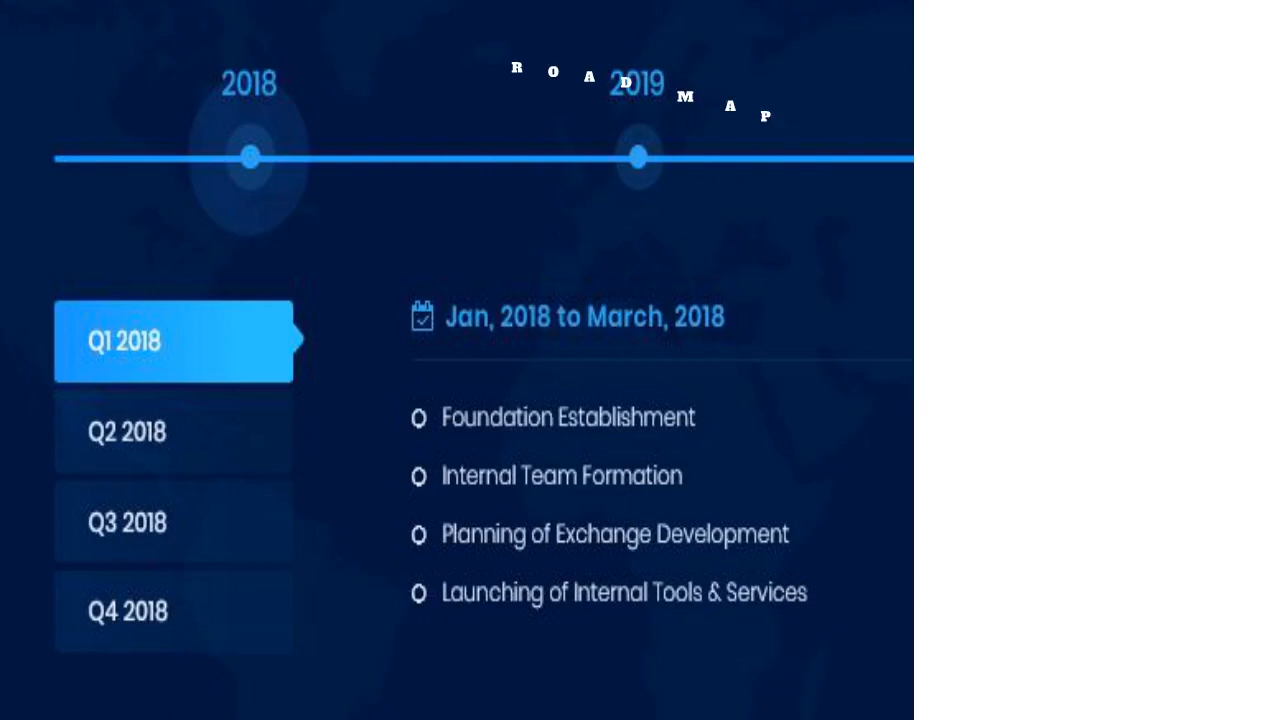 ROADMAP
2018
2019
Q1 2018
Q2 2018
Q3 2018
Q4 2018
Jan, 2018 to March, 2018
Foundation Establishment
Internal Team Formation
Planning of Exchange Development
Launching of Internal Tools & Services